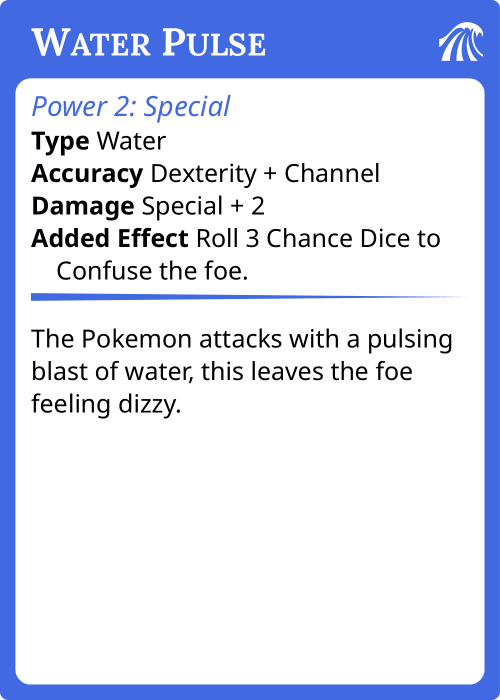 WATER PULSE
Power 2: Special
Type Water
Accuracy Dexterity + Channel
Damage Special + 2
Added Effect Roll 3 Chance Dice to
Confuse the foe.
The Pokemon attacks with a pulsing
blast of water, this leaves the foe
feeling dizzy.